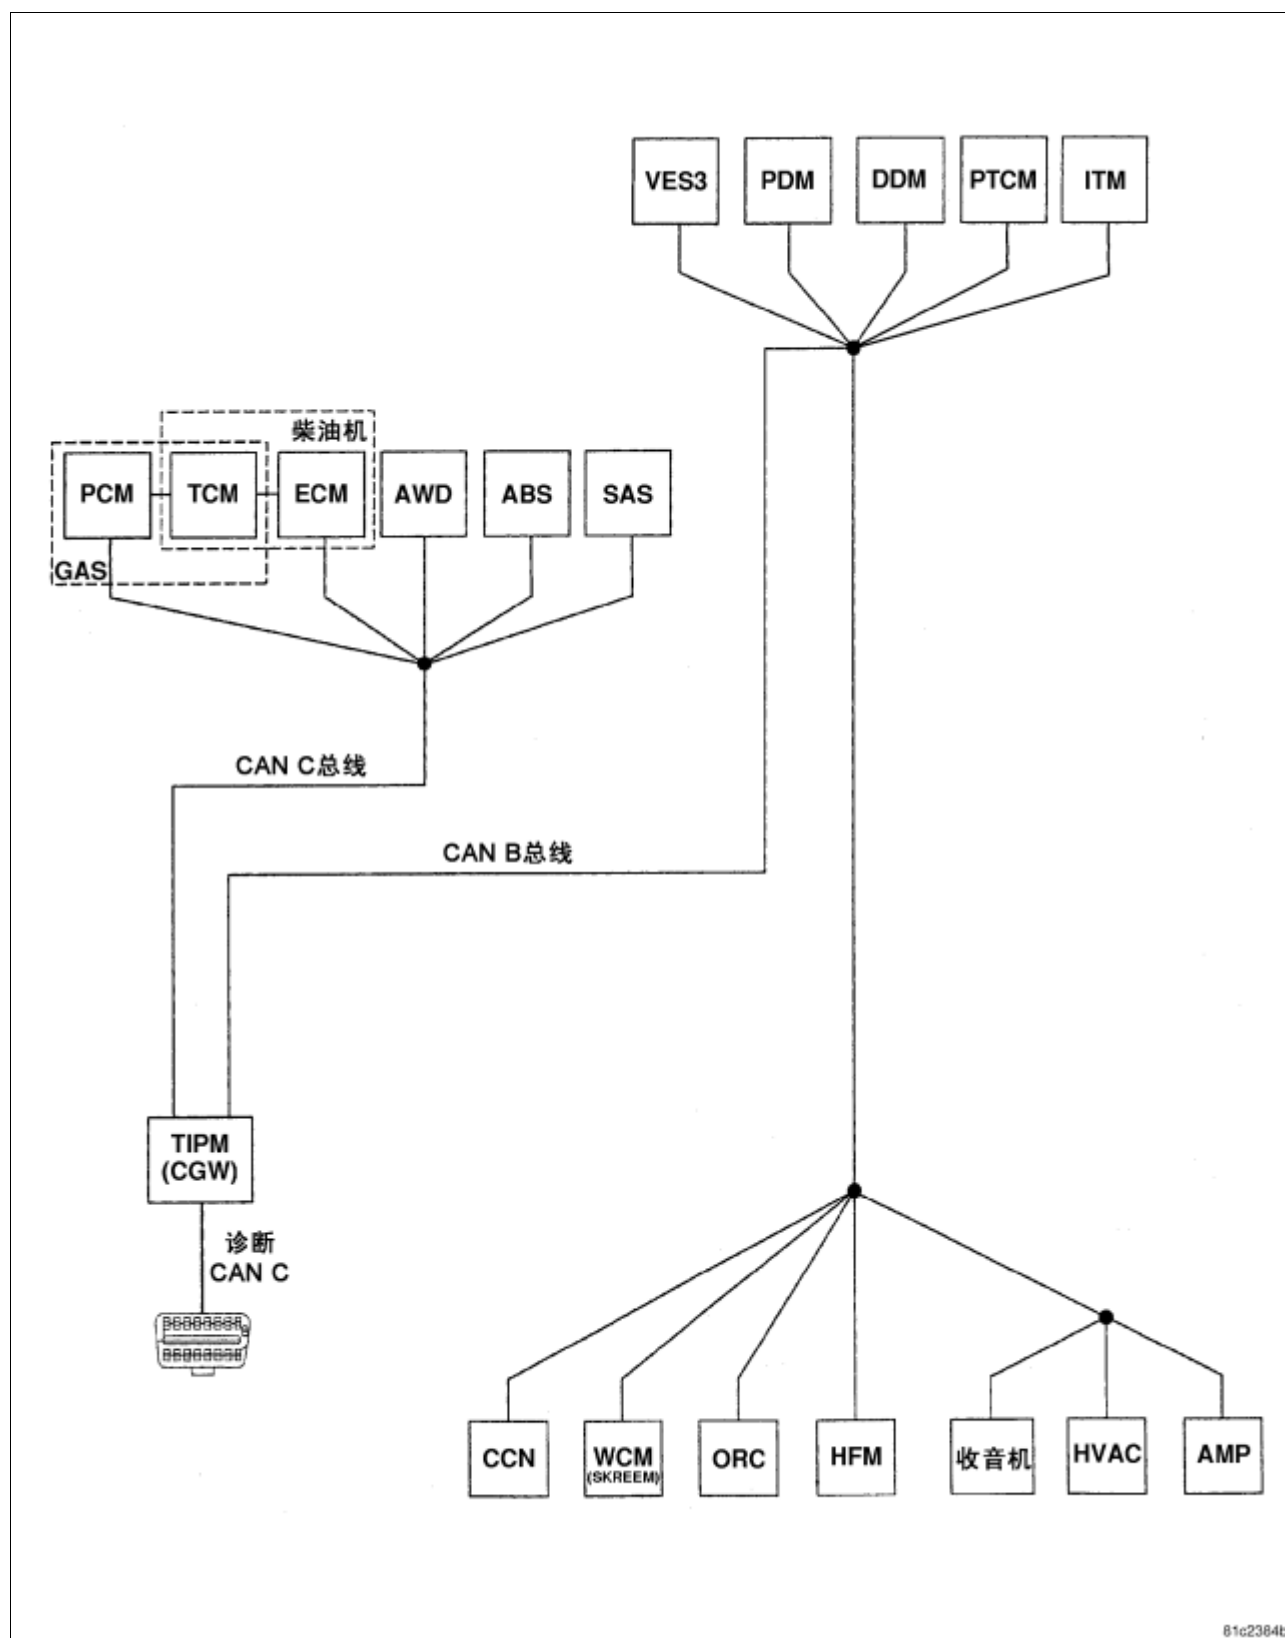 VES3
PDM
DDM
PTCM
ITM
柴油机
PCM
TCM
ECM
AWD
ABS
SAS
GAS
CAN C总线
CAN B总线
TIPM
(CGW)
诊断
CAN C
CCN
WCM
(SKREEM)
ORC
HFM
收音机
HVAC
AMP
81c2384b